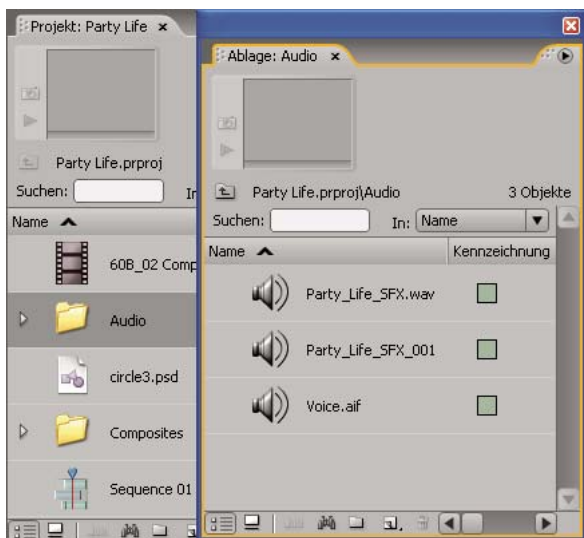 Projekt: Party Life
Party Life.prproj
Suchen:
Name
60B_02 Comp
Audio
circle3.psd
Composites
Sequence 01
Ablage: Audio
Party Life.prproj\Audio
3 Objekte
Suchen:
In: Name
Name
Kennzeichnung
Party_Life_SFX.wav
Party_Life_SFX_001
Voice.aif